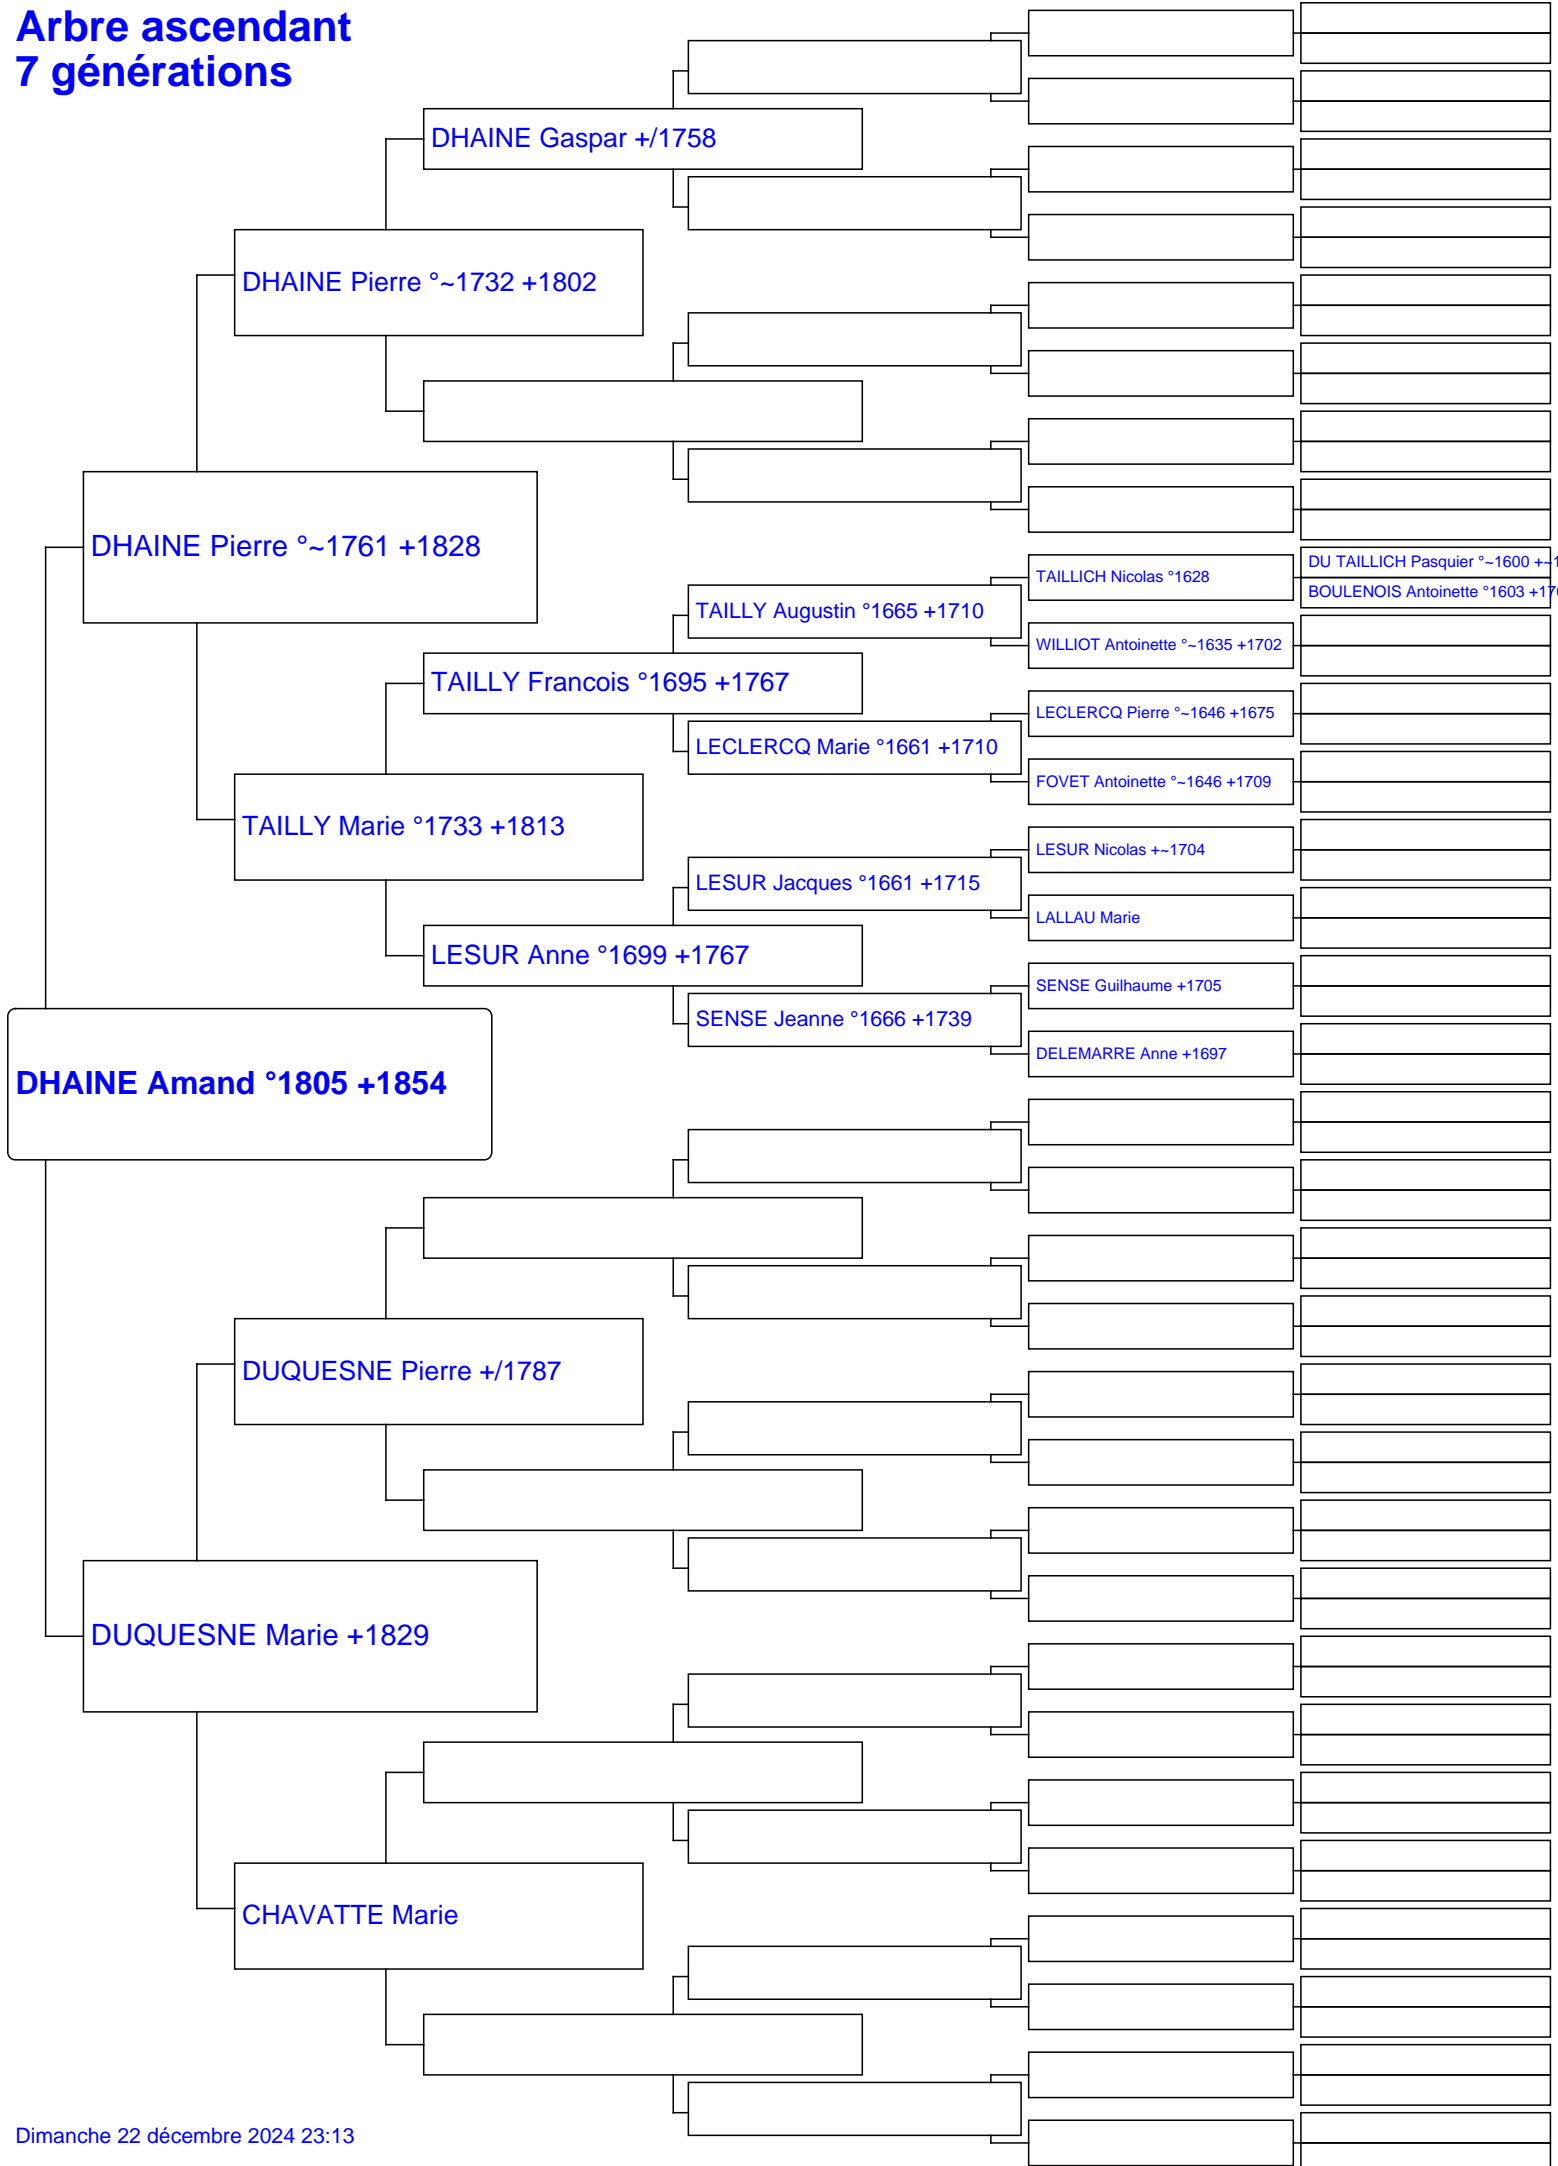 Arbre ascendant
7 générations
DHAINE Gaspar +/1758
DHAINE Pierre °~1732 +1802
DHAINE Pierre °~1761 +1828
DU TAILLICH Pasquier °~1600 +~1
TAILLICH Nicolas °1628
BOULENOIS Antoinette °1603 +17
TAILLY Augustin °1665 +1710
WILLIOT Antoinette °~1635 +1702
TAILLY Francois °1695 +1767
LECLERCQ Pierre °~1646 +1675
LECLERCQ Marie °1661 +1710
FOVET Antoinette °~1646 +1709
TAILLY Marie °1733 +1813
LESUR Nicolas +~1704
LESUR Jacques °1661 +1715
LALLAU Marie
LESUR Anne °1699 +1767
SENSE Guilhaume +1705
SENSE Jeanne °1666 +1739
DELEMARRE Anne +1697
DHAINE Amand °1805 +1854
DUQUESNE Pierre +/1787
DUQUESNE Marie +1829
CHAVATTE Marie
Dimanche 22 décembre 2024 23:13